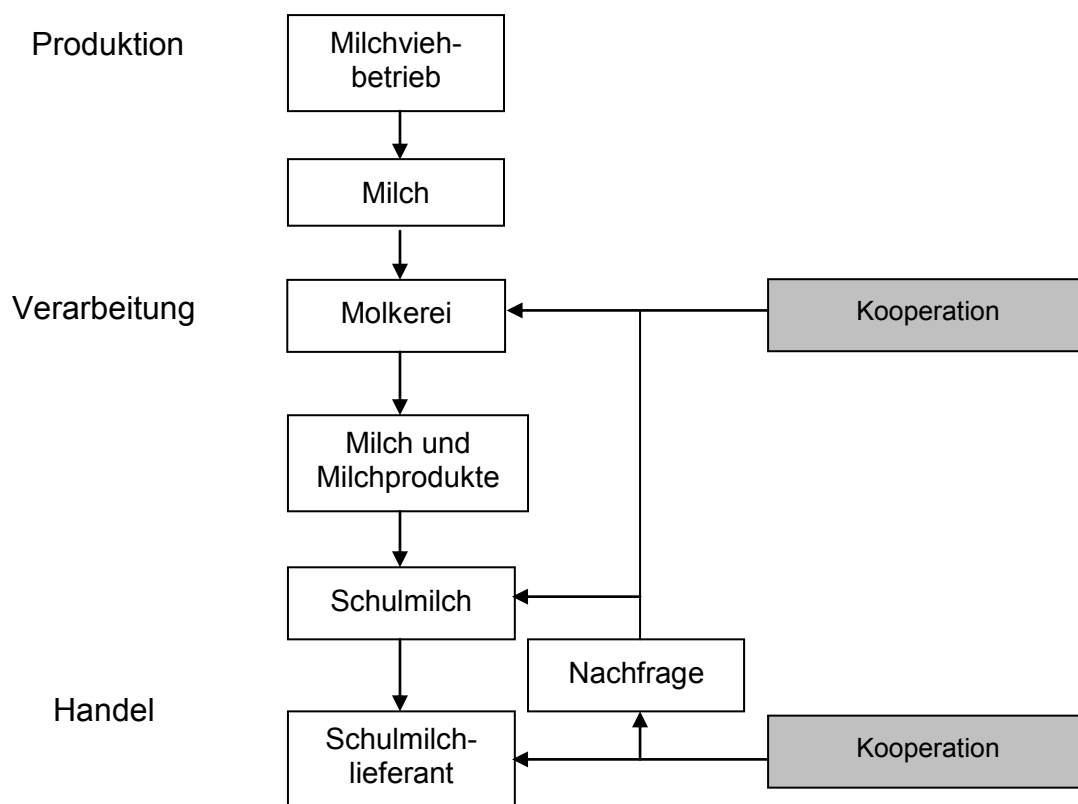 Produktion
Milchvieh-
betrieb
Milch
Verarbeitung
Molkerei
Kooperation
Milch und
Milchprodukte
Schulmilch
Nachfrage
Handel
Schulmilch-
lieferant
Kooperation